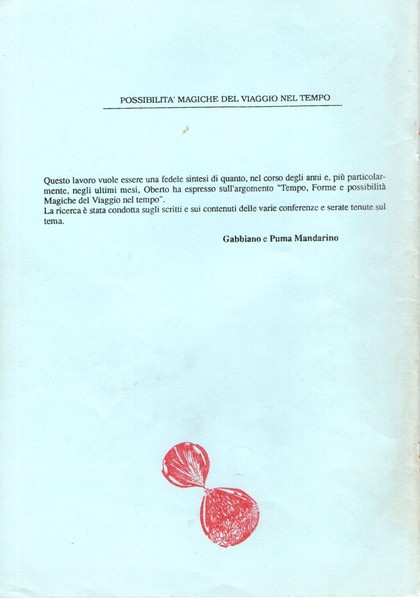 POSSIBILITA' MAGICHE DEL VIAGGIO NEL TEMPO
Questo lavoro vuole essere una fedele sintesi di quanto, nel corso degli anni e, più particolar-
mente, negli ultimi mesi, Oberto ha espresso sull'argomento "Tempo, Forme e possibilità
Magiche del Viaggio nel tempo".
La ricerca è stata condotta sugli scritti e sui contenuti delle varie conferenze e serate tenute sul
tema.
Gabbiano e Puma Mandarino